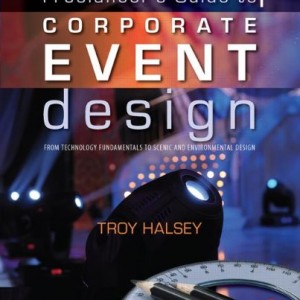 Freelancer's Guide to
CORPORATE
EVENT
design
FROM TECHNOLOGY FUNDAMENTALS TO SCENIC AND ENVIRONMENTAL DESIGN
TROY HALSEY